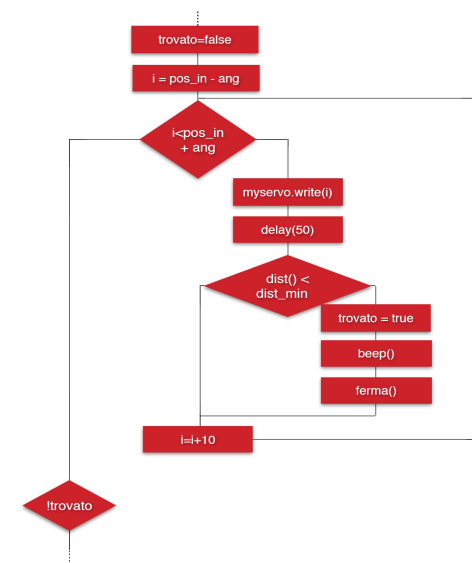 trovato=false
i = pos_in - ang
i<pos_in
+ ang
myservo.write(i)
delay(50)
dist() <
dist_min
trovato = true
beep()
ferma()
i=i+10
!trovato